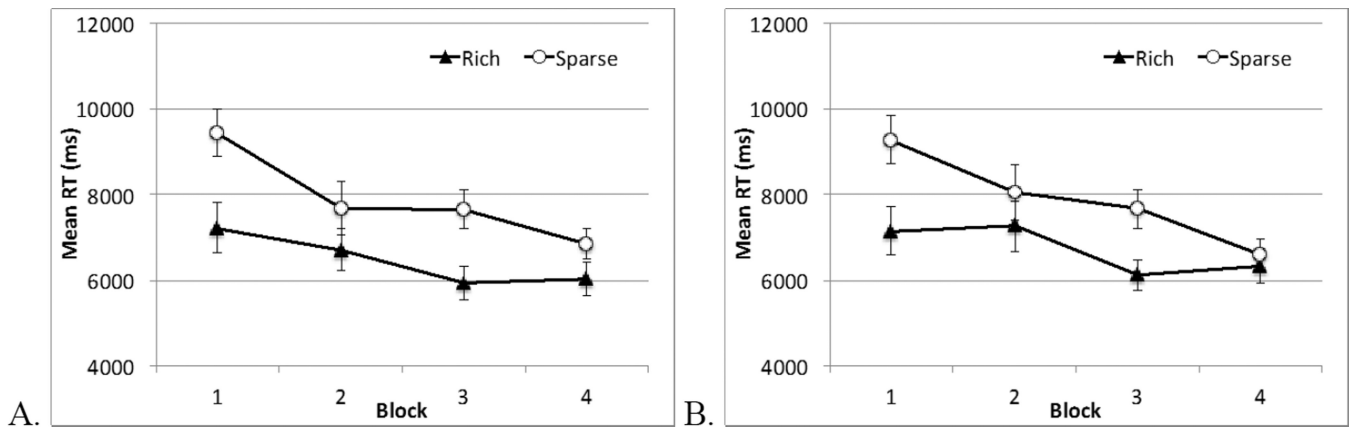 A.
12000
10000
8000
6000
4000
Mean RT (ms)
Rich Sparse
1 2 3 4
Block
B.
12000
10000
8000
6000
4000
Mean RT (ms)
Rich Sparse
1 2 3 4
Block